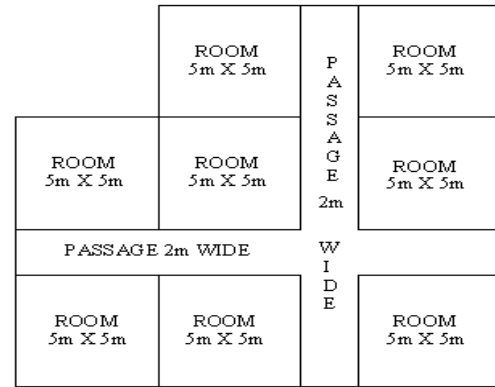 ROOM
5m X 5m
P
A
S
S
A
G
E
2m
W
I
D
E
ROOM
5m X 5m
ROOM
5m X 5m
ROOM
5m X 5m
ROOM
5m X 5m
PASSAGE 2m WIDE
ROOM
5m X 5m
ROOM
5m X 5m
ROOM
5m X 5m